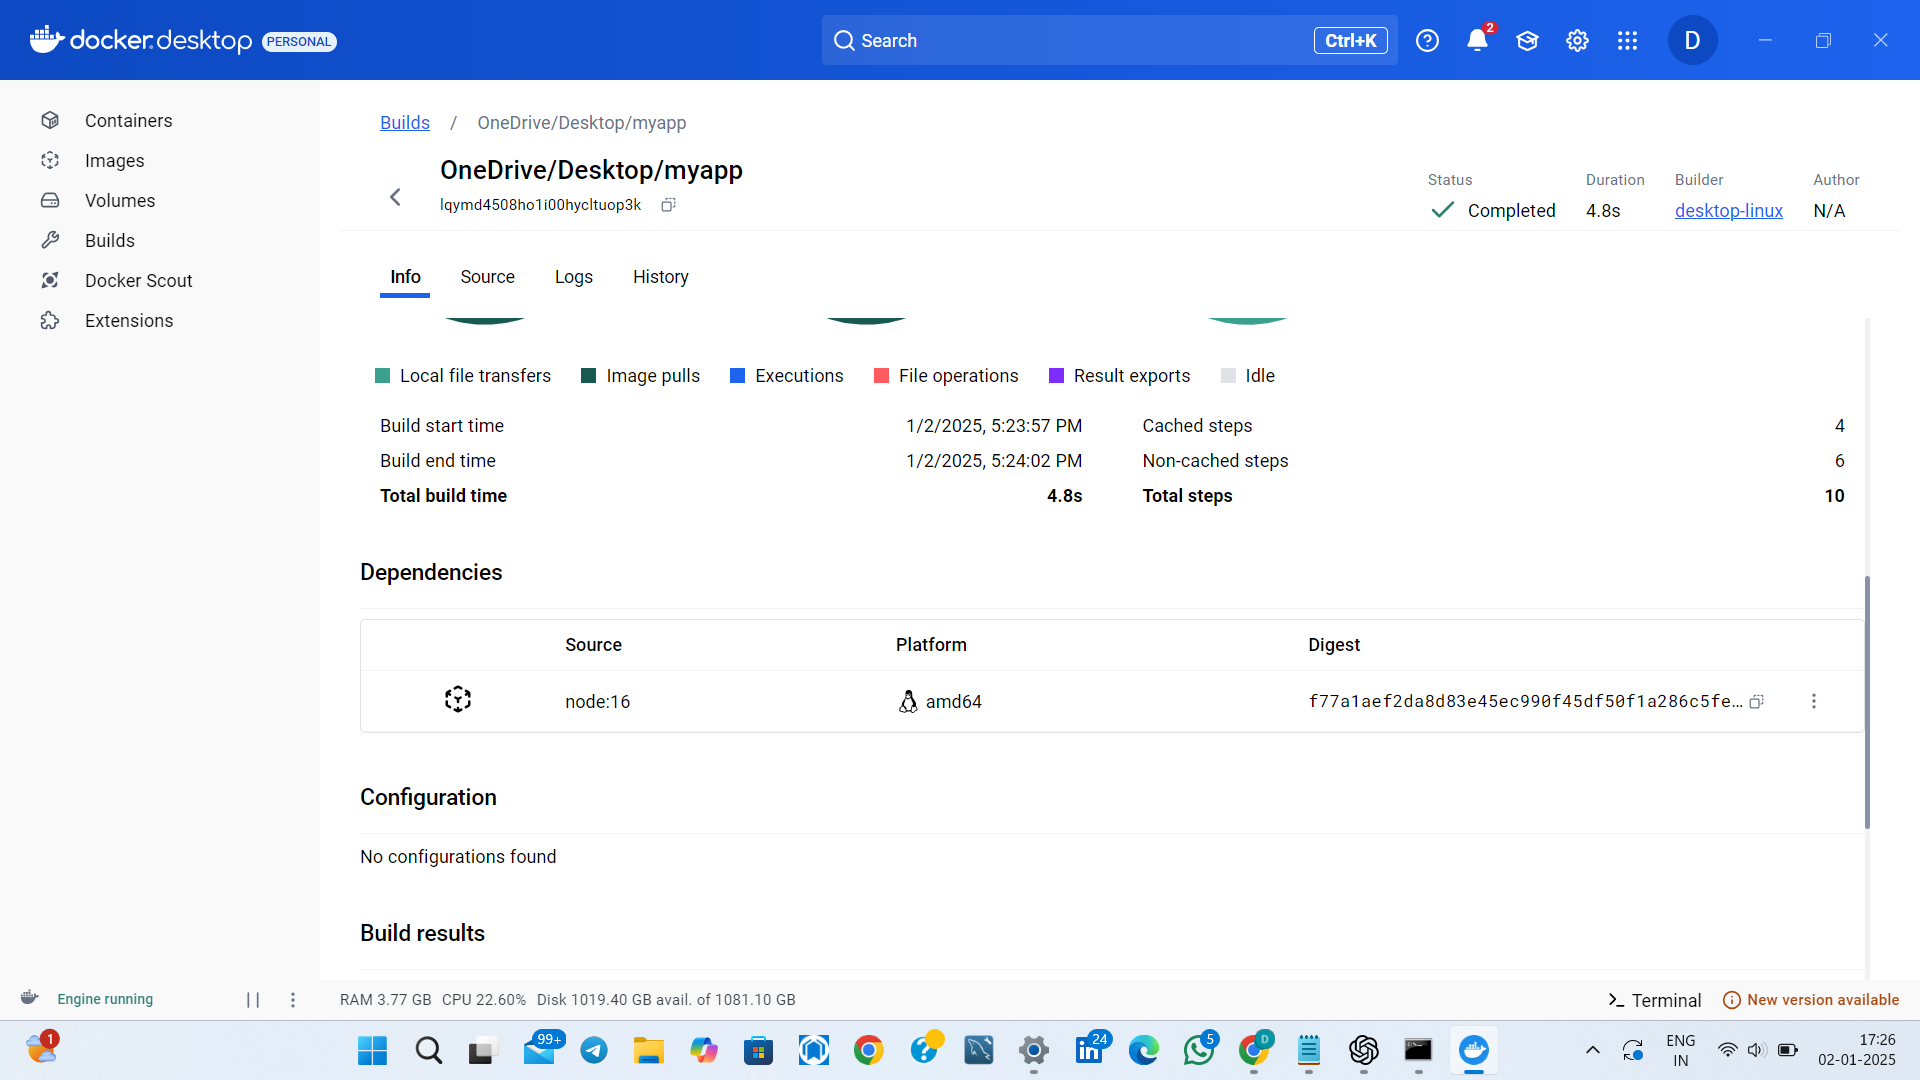 docker.desktop PERSONAL
Search Ctrl+K
2
D
Containers
Images
Volumes
Builds
Docker Scout
Extensions
Builds / OneDrive/Desktop/myapp
OneDrive/Desktop/myapp
lqymd4508ho1i00hycltuop3k
Status Duration Builder Author
Completed 4.8s desktop-linux N/A
Info Source Logs History
Local file transfers Image pulls Executions File operations Result exports Idle
Build start time 1/2/2025, 5:23:57 PM Cached steps 4
Build end time 1/2/2025, 5:24:02 PM Non-cached steps 6
Total build time 4.8s Total steps 10
Dependencies
Source Platform Digest
node:16 amd64 f77a1aef2da8d83e45ec990f45df50f1a286c5fe...
Configuration
No configurations found
Build results
Engine running RAM 3.77 GB CPU 22.60% Disk 1019.40 GB avail. of 1081.10 GB Terminal New version available
1 99+ 24 5 D
ENG
IN
17:26
02-01-2025